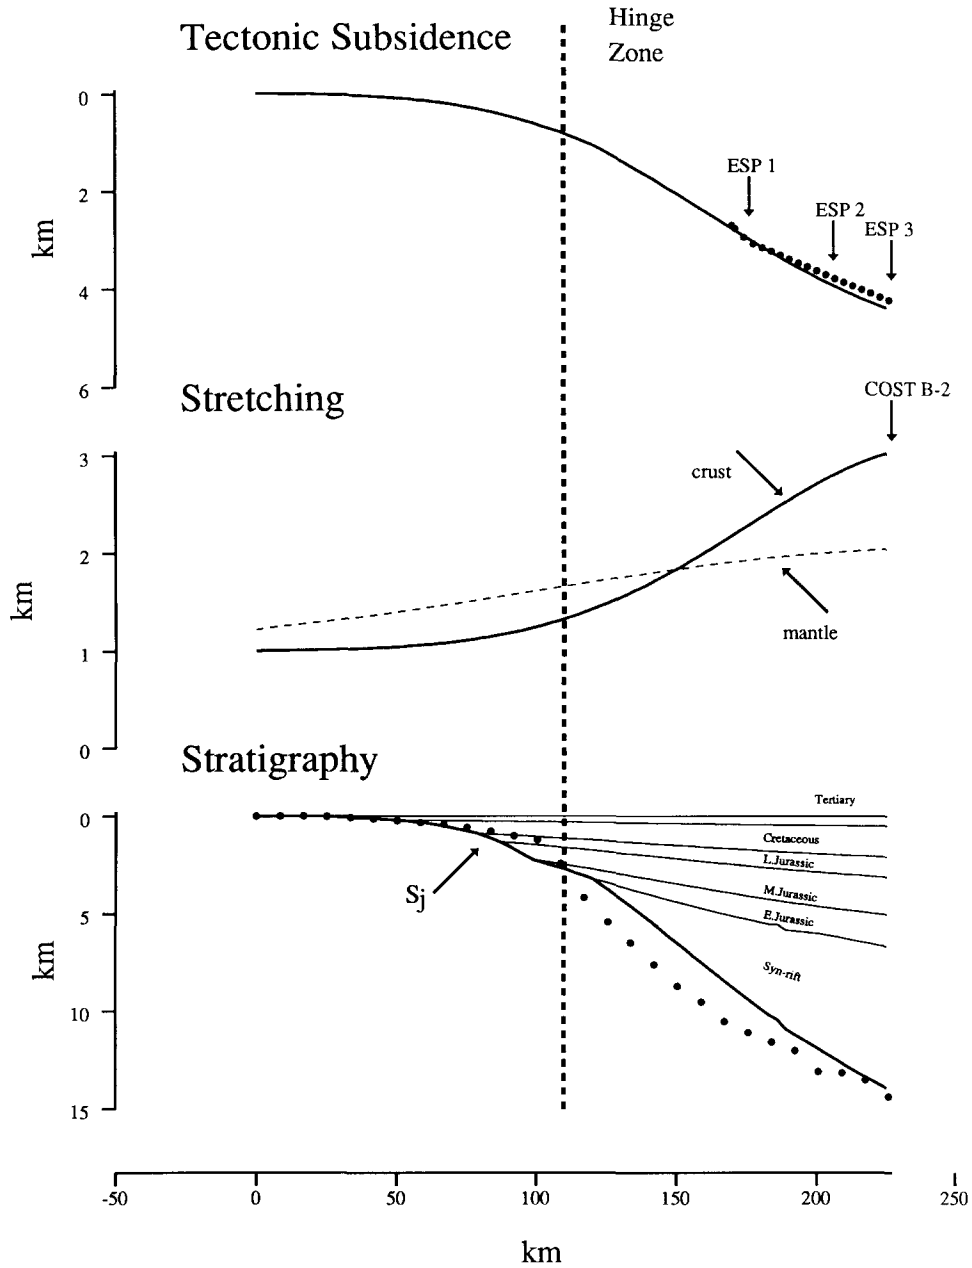 Tectonic Subsidence
Hinge
Zone
0
2
4
6
km
ESP 1
ESP 2
ESP 3
Stretching
COST B-2
3
2
1
0
km
crust
mantle
Stratigraphy
0
5
10
15
km
Tertiary
Cretaceous
L.Jurassic
M.Jurassic
E.Jurassic
Syn-rift
Sj
-50 0 50 100 150 200 250
km